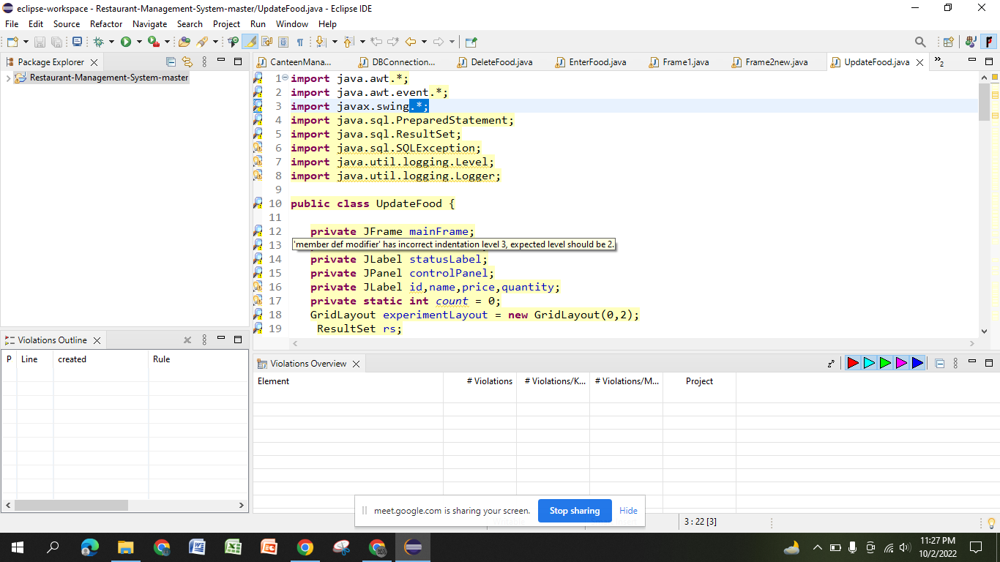 eclipse-workspace - Restaurant-Management-System-master/UpdateFood.java - Eclipse IDE
File Edit Source Refactor Navigate Search Project Run Window Help
Package Explorer
Restaurant-Management-System-master
CanteenMana... DBConnection... DeleteFood.java EnterFood.java Frame1.java Frame2new.java UpdateFood.java 2
1 import java.awt.*;
2 import java.awt.event.*;
3 import javax.swing.*;
4 import java.sql.PreparedStatement;
5 import java.sql.ResultSet;
6 import java.sql.SQLException;
7 import java.util.logging.Level;
8 import java.util.logging.Logger;
9
10 public class UpdateFood {
11
12 private JFrame mainFrame;
13
'member def modifier' has incorrect indentation level 3, expected level should be 2.
14 private JLabel statusLabel;
15 private JPanel controlPanel;
16 private JLabel id,name,price,quantity;
17 private static int count = 0;
18 GridLayout experimentLayout = new GridLayout(0,2);
19 ResultSet rs;
Violations Outline
P Line created Rule
Violations Overview
Element # Violations # Violations/K... # Violations/M... Project
meet.google.com is sharing your screen. Stop sharing Hide
3 : 22 [3]
11:27 PM
10/2/2022